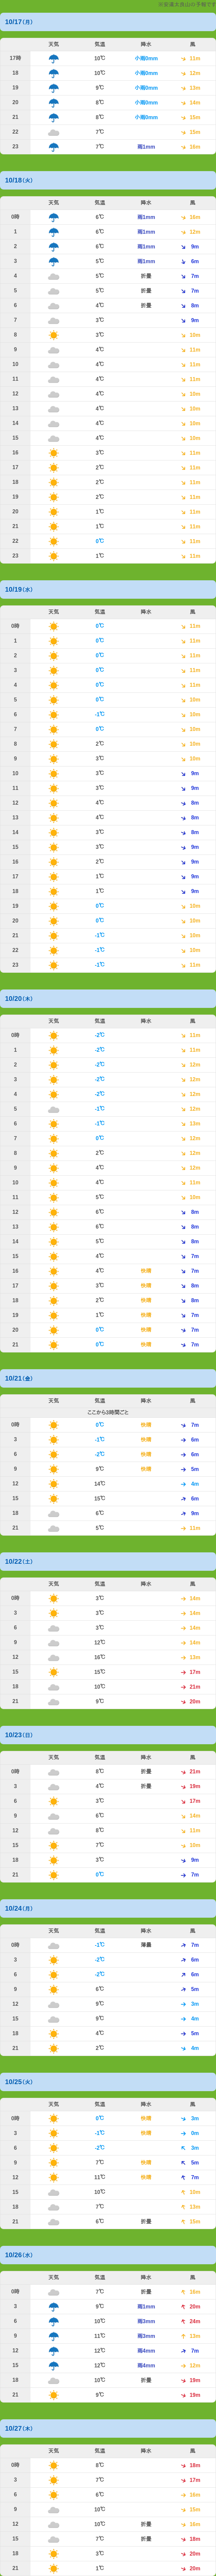 10/17(月)
天気 気温 降水 風
17時 10℃ 小雨0mm 11m
18 10℃ 小雨0mm 12m
19 9℃ 小雨0mm 13m
20 8℃ 小雨0mm 14m
21 8℃ 小雨0mm 15m
22 7℃ 15m
23 7℃ 雨1mm 16m
10/18(火)
天気 気温 降水 風
0時 6℃ 雨1mm 16m
1 6℃ 雨1mm 12m
2 6℃ 雨1mm 9m
3 5℃ 雨1mm 6m
4 5℃ 折曇 7m
5 5℃ 折曇 7m
6 4℃ 折曇 8m
7 3℃ 9m
8 3℃ 10m
9 4℃ 11m
10 4℃ 11m
11 4℃ 11m
12 4℃ 10m
13 4℃ 10m
14 4℃ 10m
15 4℃ 10m
16 3℃ 11m
17 2℃ 11m
18 2℃ 11m
19 2℃ 11m
20 1℃ 11m
21 1℃ 11m
22 0℃ 11m
23 1℃ 11m
10/19(水)
天気 気温 降水 風
0時 0℃ 11m
1 0℃ 11m
2 0℃ 11m
3 0℃ 11m
4 0℃ 11m
5 0℃ 10m
6 -1℃ 10m
7 0℃ 10m
8 2℃ 10m
9 3℃ 10m
10 3℃ 9m
11 3℃ 9m
12 4℃ 8m
13 4℃ 8m
14 3℃ 8m
15 3℃ 9m
16 2℃ 9m
17 1℃ 9m
18 1℃ 9m
19 0℃ 10m
20 0℃ 10m
21 -1℃ 10m
22 -1℃ 10m
23 -1℃ 11m
10/20(木)
天気 気温 降水 風
0時 -2℃ 11m
1 -2℃ 12m
2 -2℃ 12m
3 -2℃ 12m
4 -2℃ 12m
5 -1℃ 12m
6 -1℃ 13m
7 0℃ 12m
8 2℃ 12m
9 4℃ 12m
10 4℃ 11m
11 5℃ 10m
12 6℃ 8m
13 6℃ 8m
14 5℃ 8m
15 4℃ 7m
16 4℃ 快晴 7m
17 3℃ 快晴 8m
18 2℃ 快晴 8m
19 1℃ 快晴 7m
20 0℃ 快晴 7m
21 0℃ 快晴 7m
10/21(金)
天気 気温 降水 風
ここから3時間ごと
0時 0℃ 快晴 7m
3 -1℃ 快晴 6m
6 -2℃ 快晴 6m
9 9℃ 快晴 5m
12 14℃ 4m
15 15℃ 6m
18 6℃ 9m
21 5℃ 11m
10/22(土)
天気 気温 降水 風
0時 3℃ 14m
3 3℃ 14m
6 3℃ 14m
9 12℃ 14m
12 16℃ 13m
15 15℃ 17m
18 10℃ 21m
21 9℃ 20m
10/23(日)
天気 気温 降水 風
0時 8℃ 折曇 21m
3 4℃ 折曇 19m
6 3℃ 17m
9 6℃ 14m
12 8℃ 11m
15 7℃ 10m
18 3℃ 9m
21 0℃ 7m
10/24(月)
天気 気温 降水 風
0時 -1℃ 薄曇 7m
3 -2℃ 6m
6 -2℃ 6m
9 6℃ 5m
12 9℃ 3m
15 9℃ 4m
18 4℃ 5m
21 2℃ 4m
10/25(火)
天気 気温 降水 風
0時 0℃ 快晴 3m
3 -1℃ 快晴 0m
6 -2℃ 3m
9 7℃ 快晴 5m
12 11℃ 快晴 7m
15 10℃ 10m
18 7℃ 13m
21 6℃ 折曇 15m
10/26(水)
天気 気温 降水 風
0時 7℃ 折曇 16m
3 9℃ 雨1mm 20m
6 10℃ 雨3mm 24m
9 11℃ 雨3mm 13m
12 12℃ 雨4mm 7m
15 12℃ 雨4mm 12m
18 10℃ 折曇 19m
21 9℃ 19m
10/27(木)
天気 気温 降水 風
0時 8℃ 18m
3 7℃ 17m
6 6℃ 16m
9 10℃ 15m
12 10℃ 折曇 16m
15 7℃ 折曇 18m
18 3℃ 20m
21 1℃ 20m